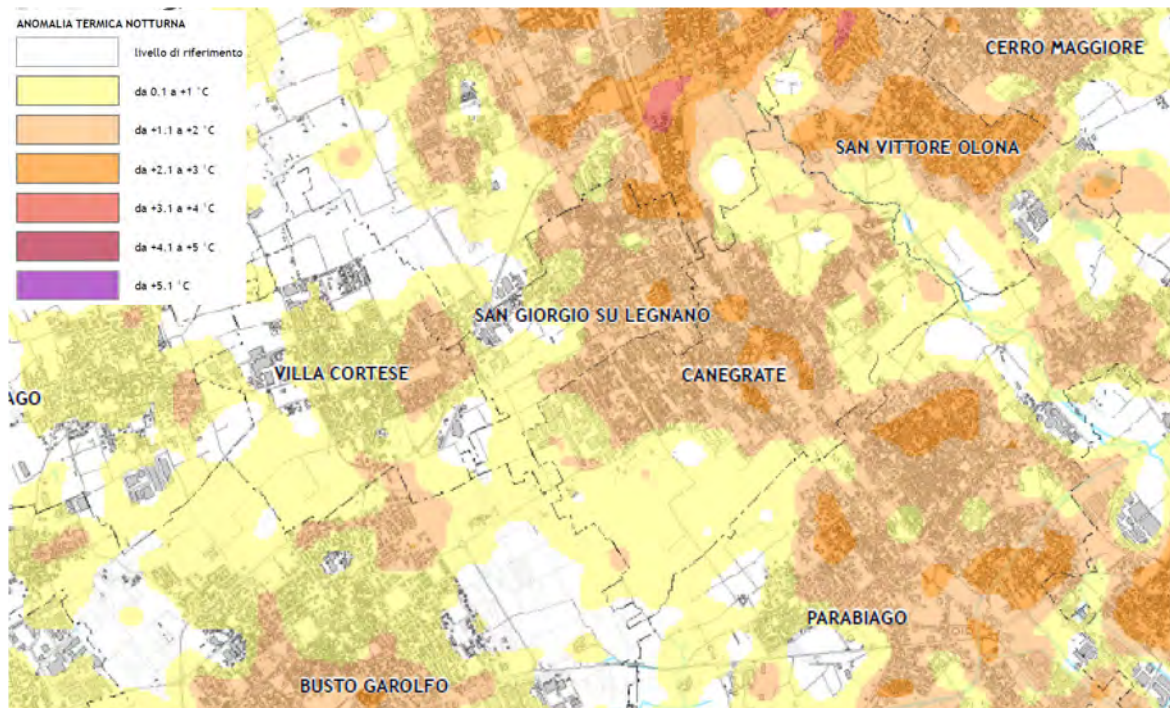 ANOMALIA TERMICA NOTTURNA
livello di riferimento
da 0.1 a +1 °C
da +1.1 a +2 °C
da +2.1 a +3 °C
da +3.1 a +4 °C
da +4.1 a +5 °C
da +5.1 °C
CERRO MAGGIORE
SAN VITTORE OLONA
SAN GIORGIO SU LEGNANO
VILLA CORTESE
CANEGRATE
AGO
PARABIAGO
BUSTO GAROLFO